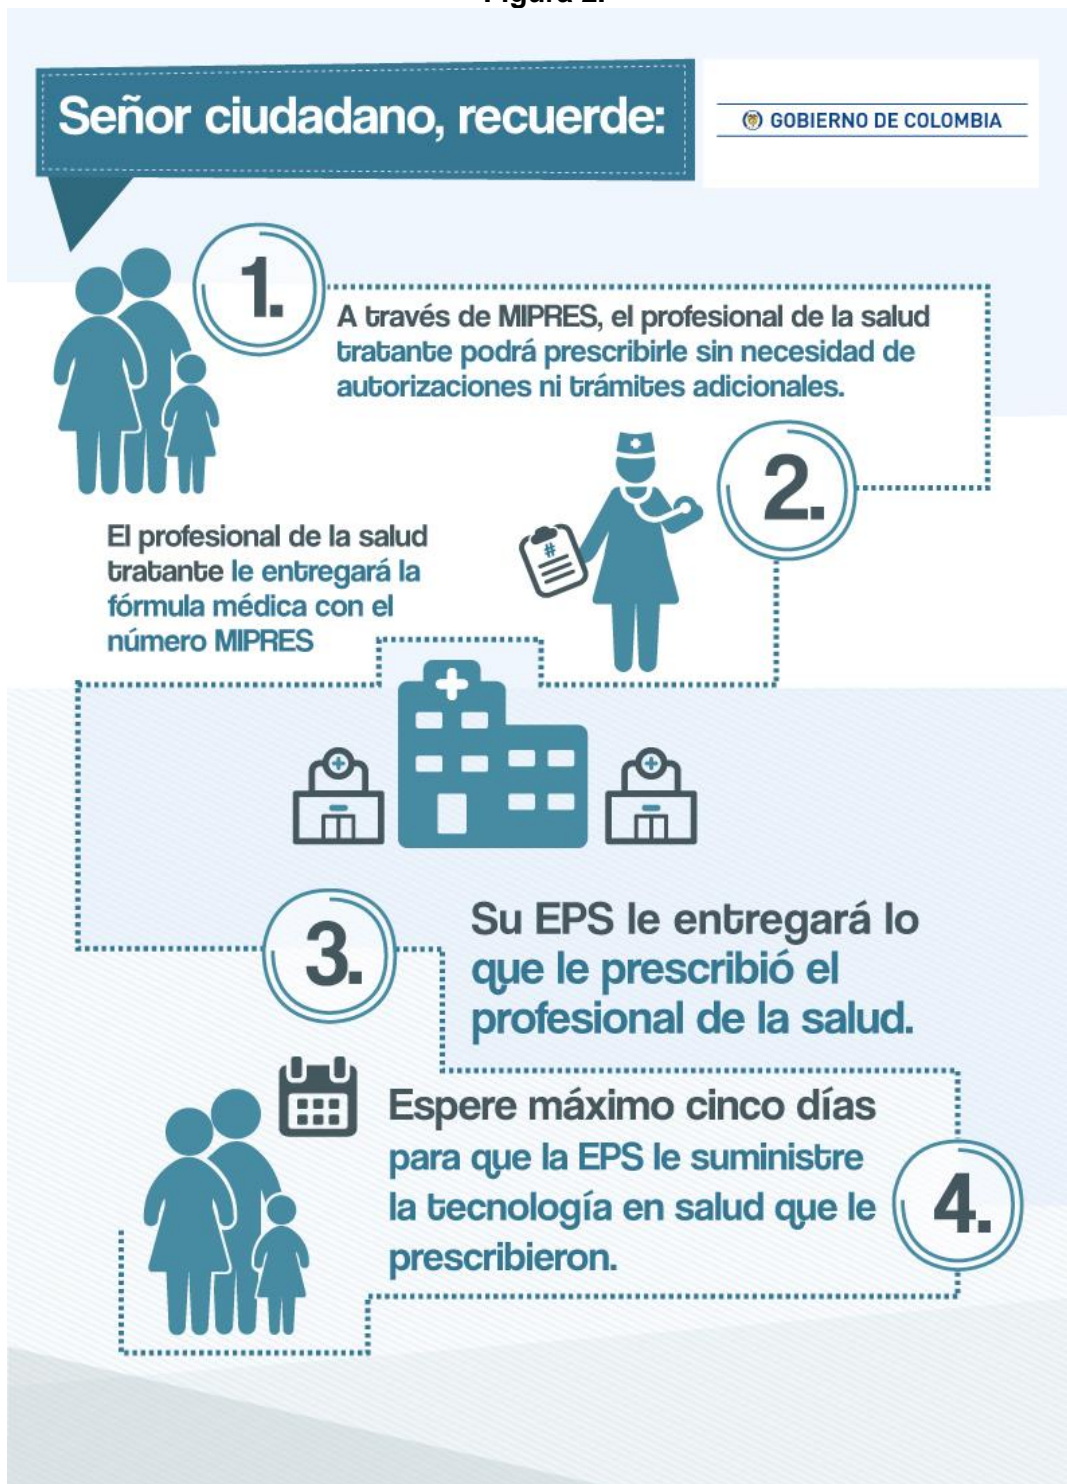 Figura 2.
Señor ciudadano, recuerde:
GOBIERNO DE COLOMBIA
1.
A través de MIPRES, el profesional de la salud
tratante podrá prescribirle sin necesidad de
autorizaciones ni trámites adicionales.
2.
#
El profesional de la salud
tratante le entregará la
fórmula médica con el
número MIPRES
3.
Su EPS le entregará lo
que le prescribió el
profesional de la salud.
Espere máximo cinco días
para que la EPS le suministre
la tecnología en salud que le
prescribieron.
4.